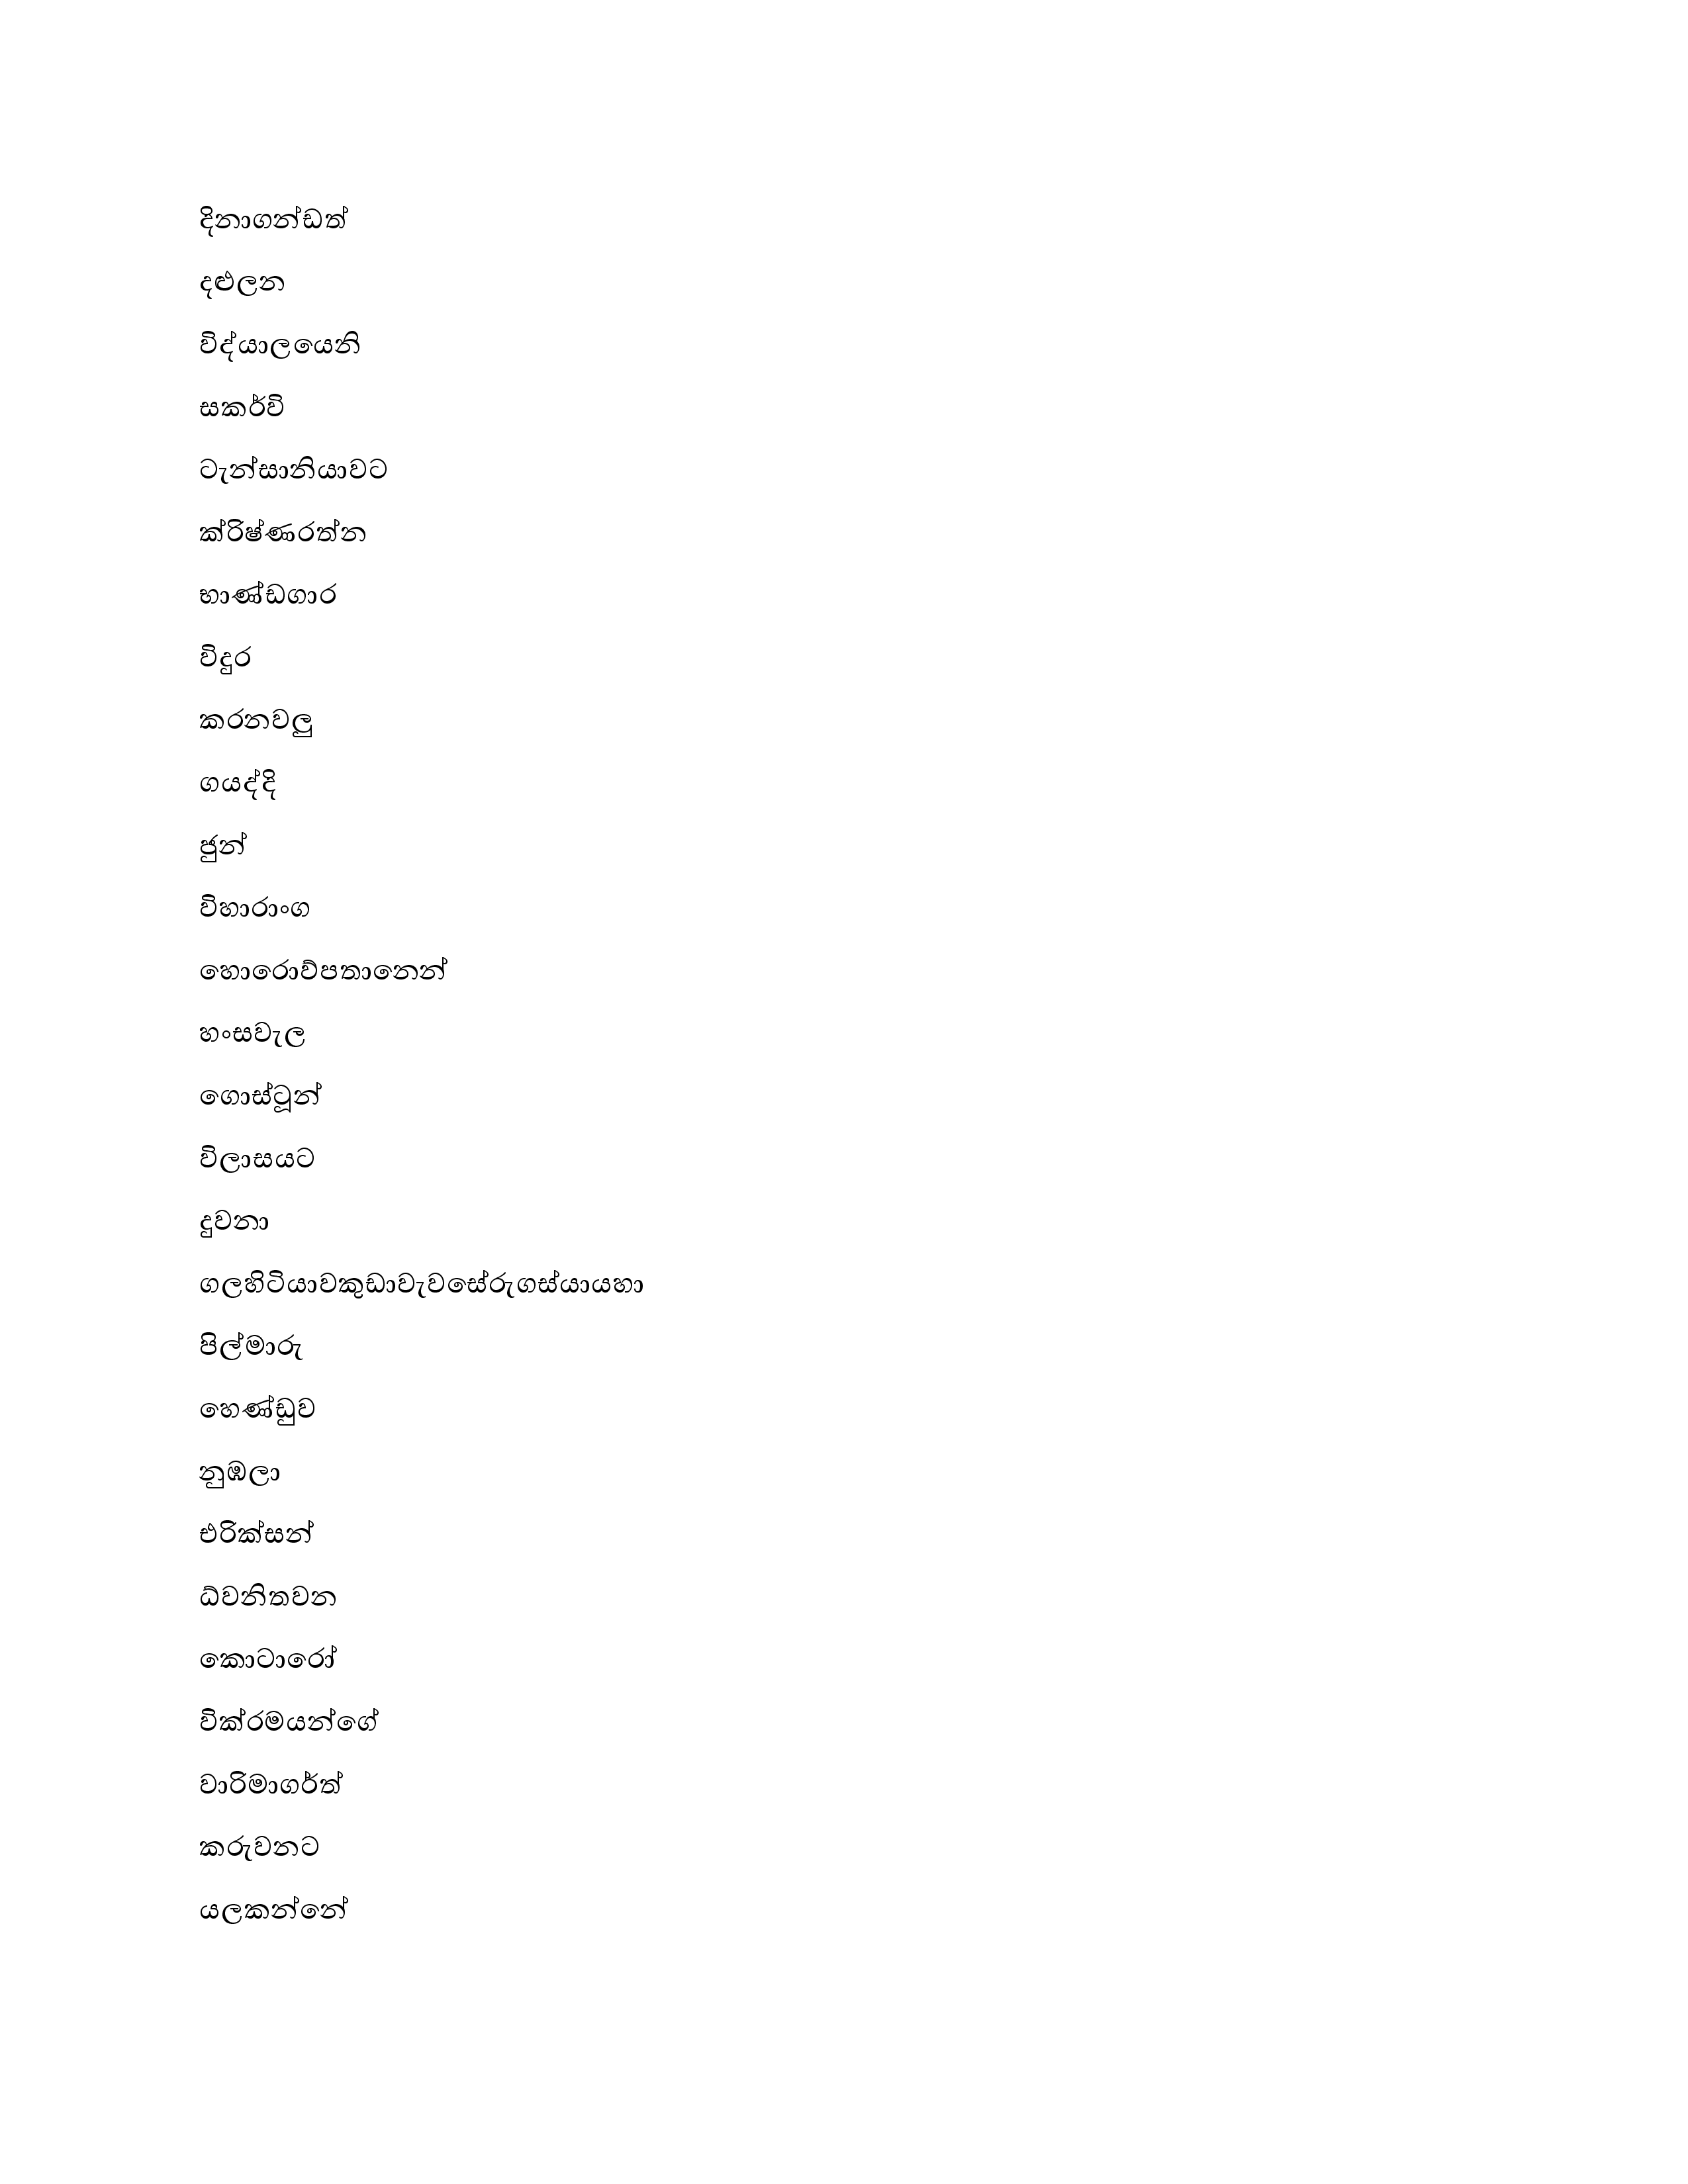 දිනාගන්ඩත්
දළුලන
විද්යාලයෙනි
සකර්වි
ටැන්සානියාවට
ක්රිෂ්ණරත්න
භාණ්ඩගාර
විදුර
කරනවලු
ගයද්දි
ජුන්
විහාරාංග
හොරොව්පතානෙන්
හංසවැල
ගොස්ටූන්
විලාසයට
දුවනා
ගලහිටියාවකුඩාවැවසේරුගස්යායහා
පිල්මාරු
හෙණ්ඩුව
නුඹලා
එරික්සන්
ධ්වනිතවන
කොටාරෝ
වික්රමයන්ගේ
වාරිමාගර්ත්
කරුවනට
යලකන්නේ